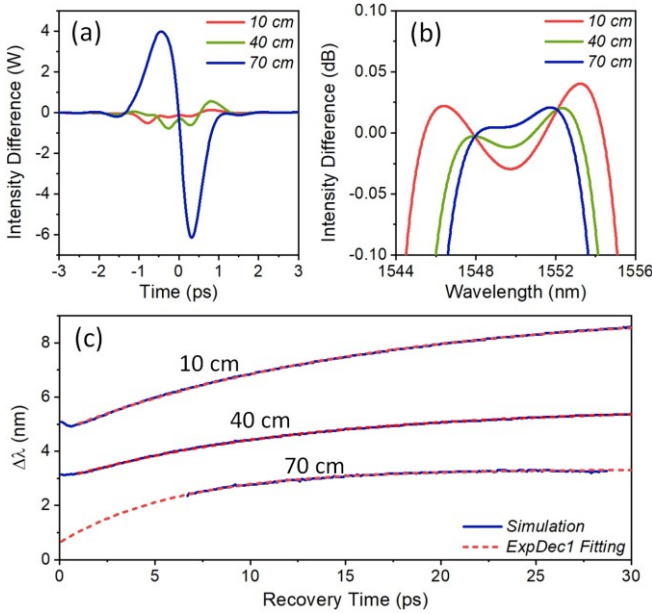 (a)
10 cm
40 cm
70 cm
Intensity Difference (W)
4
2
0
-2
-4
-6
-3 -2 -1 0 1 2 3
Time (ps)
(b)
10 cm
40 cm
70 cm
Intensity Difference (dB)
0.10
0.05
0.00
-0.05
-0.10
1544 1548 1552 1556
Wavelength (nm)
(c)
10 cm
40 cm
70 cm
Δλ (nm)
8
6
4
2
0
Simulation
ExpDec1 Fitting
0 5 10 15 20 25 30
Recovery Time (ps)